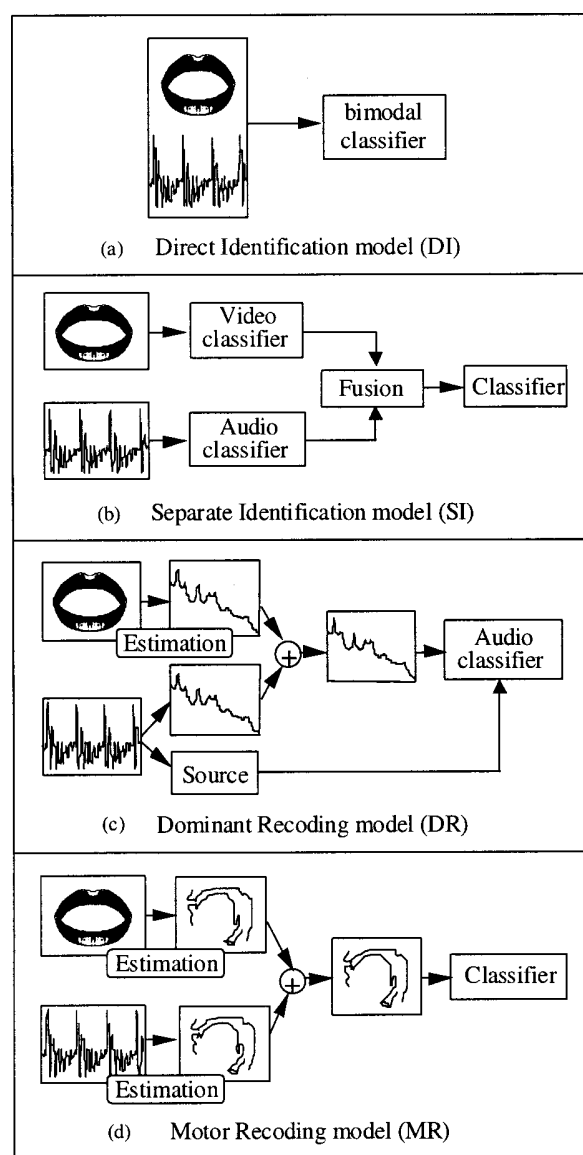 bimodal
classifier
(a) Direct Identification model (DI)
Video
classifier
Fusion
Classifier
Audio
classifier
(b) Separate Identification model (SI)
Estimation
Audio
classifier
Source
(c) Dominant Recoding model (DR)
Estimation
Classifier
Estimation
(d) Motor Recoding model (MR)